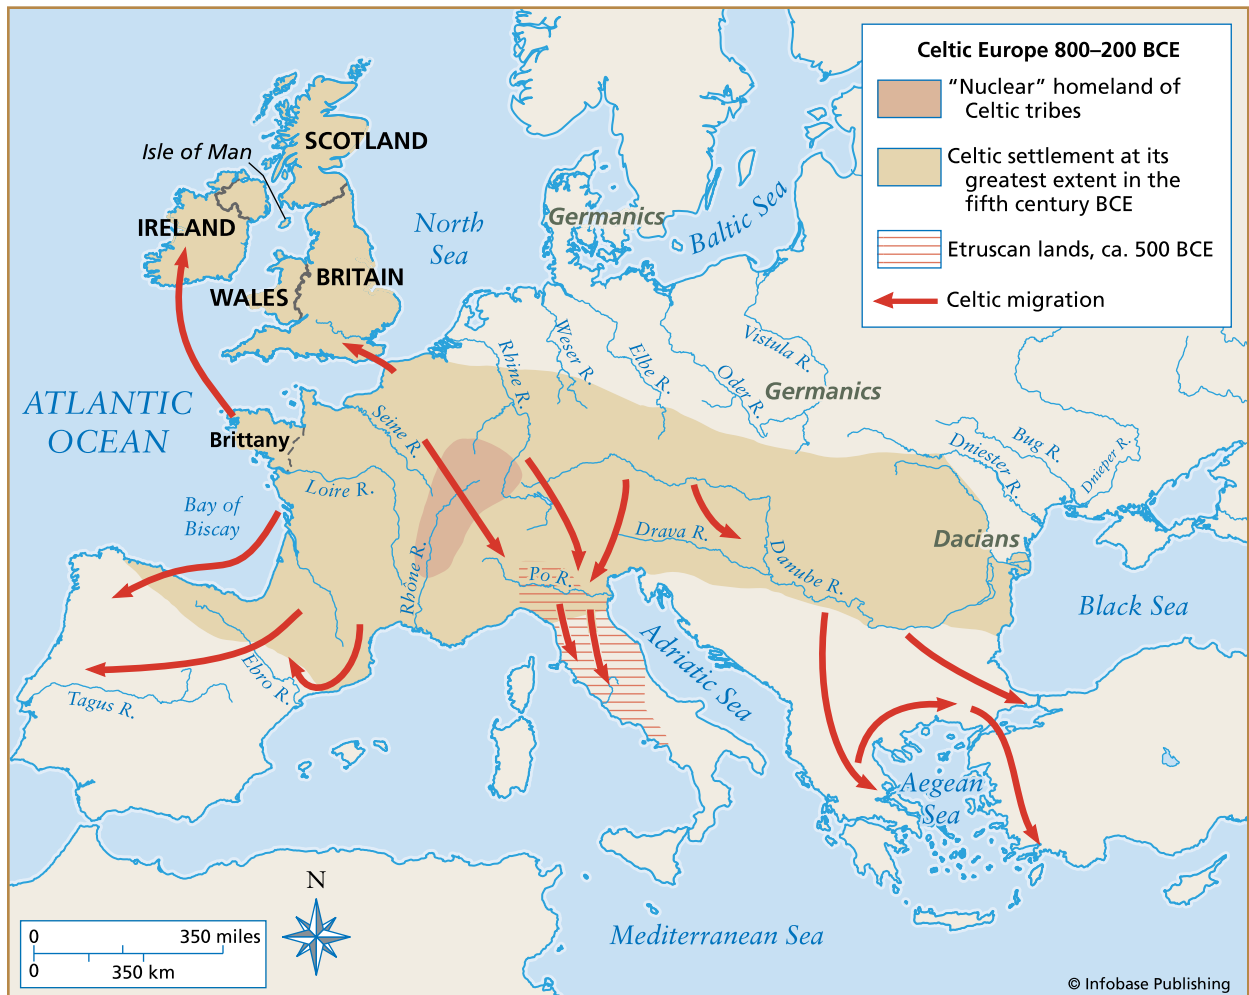 Celtic Europe 800–200 BCE
“Nuclear” homeland of
Celtic tribes
Celtic settlement at its
greatest extent in the
fifth century BCE
Etruscan lands, ca. 500 BCE
Celtic migration
SCOTLAND
Isle of Man
IRELAND
North
Sea
Germanics
Baltic Sea
BRITAIN
WALES
Rhine R.
Weser R.
Elbe R.
Oder R.
Vistula R.
Germanics
ATLANTIC
OCEAN
Brittany
Seine R.
Loire R.
Bay of
Biscay
Rhône R.
Po R.
Drava R.
Danube R.
Dniester R.
Bug R.
Dnieper R.
Dacians
Black Sea
Adriatic Sea
Ebro R.
Tagus R.
Aegean
Sea
Mediterranean Sea
N
0
350 miles
0
350 km
© Infobase Publishing